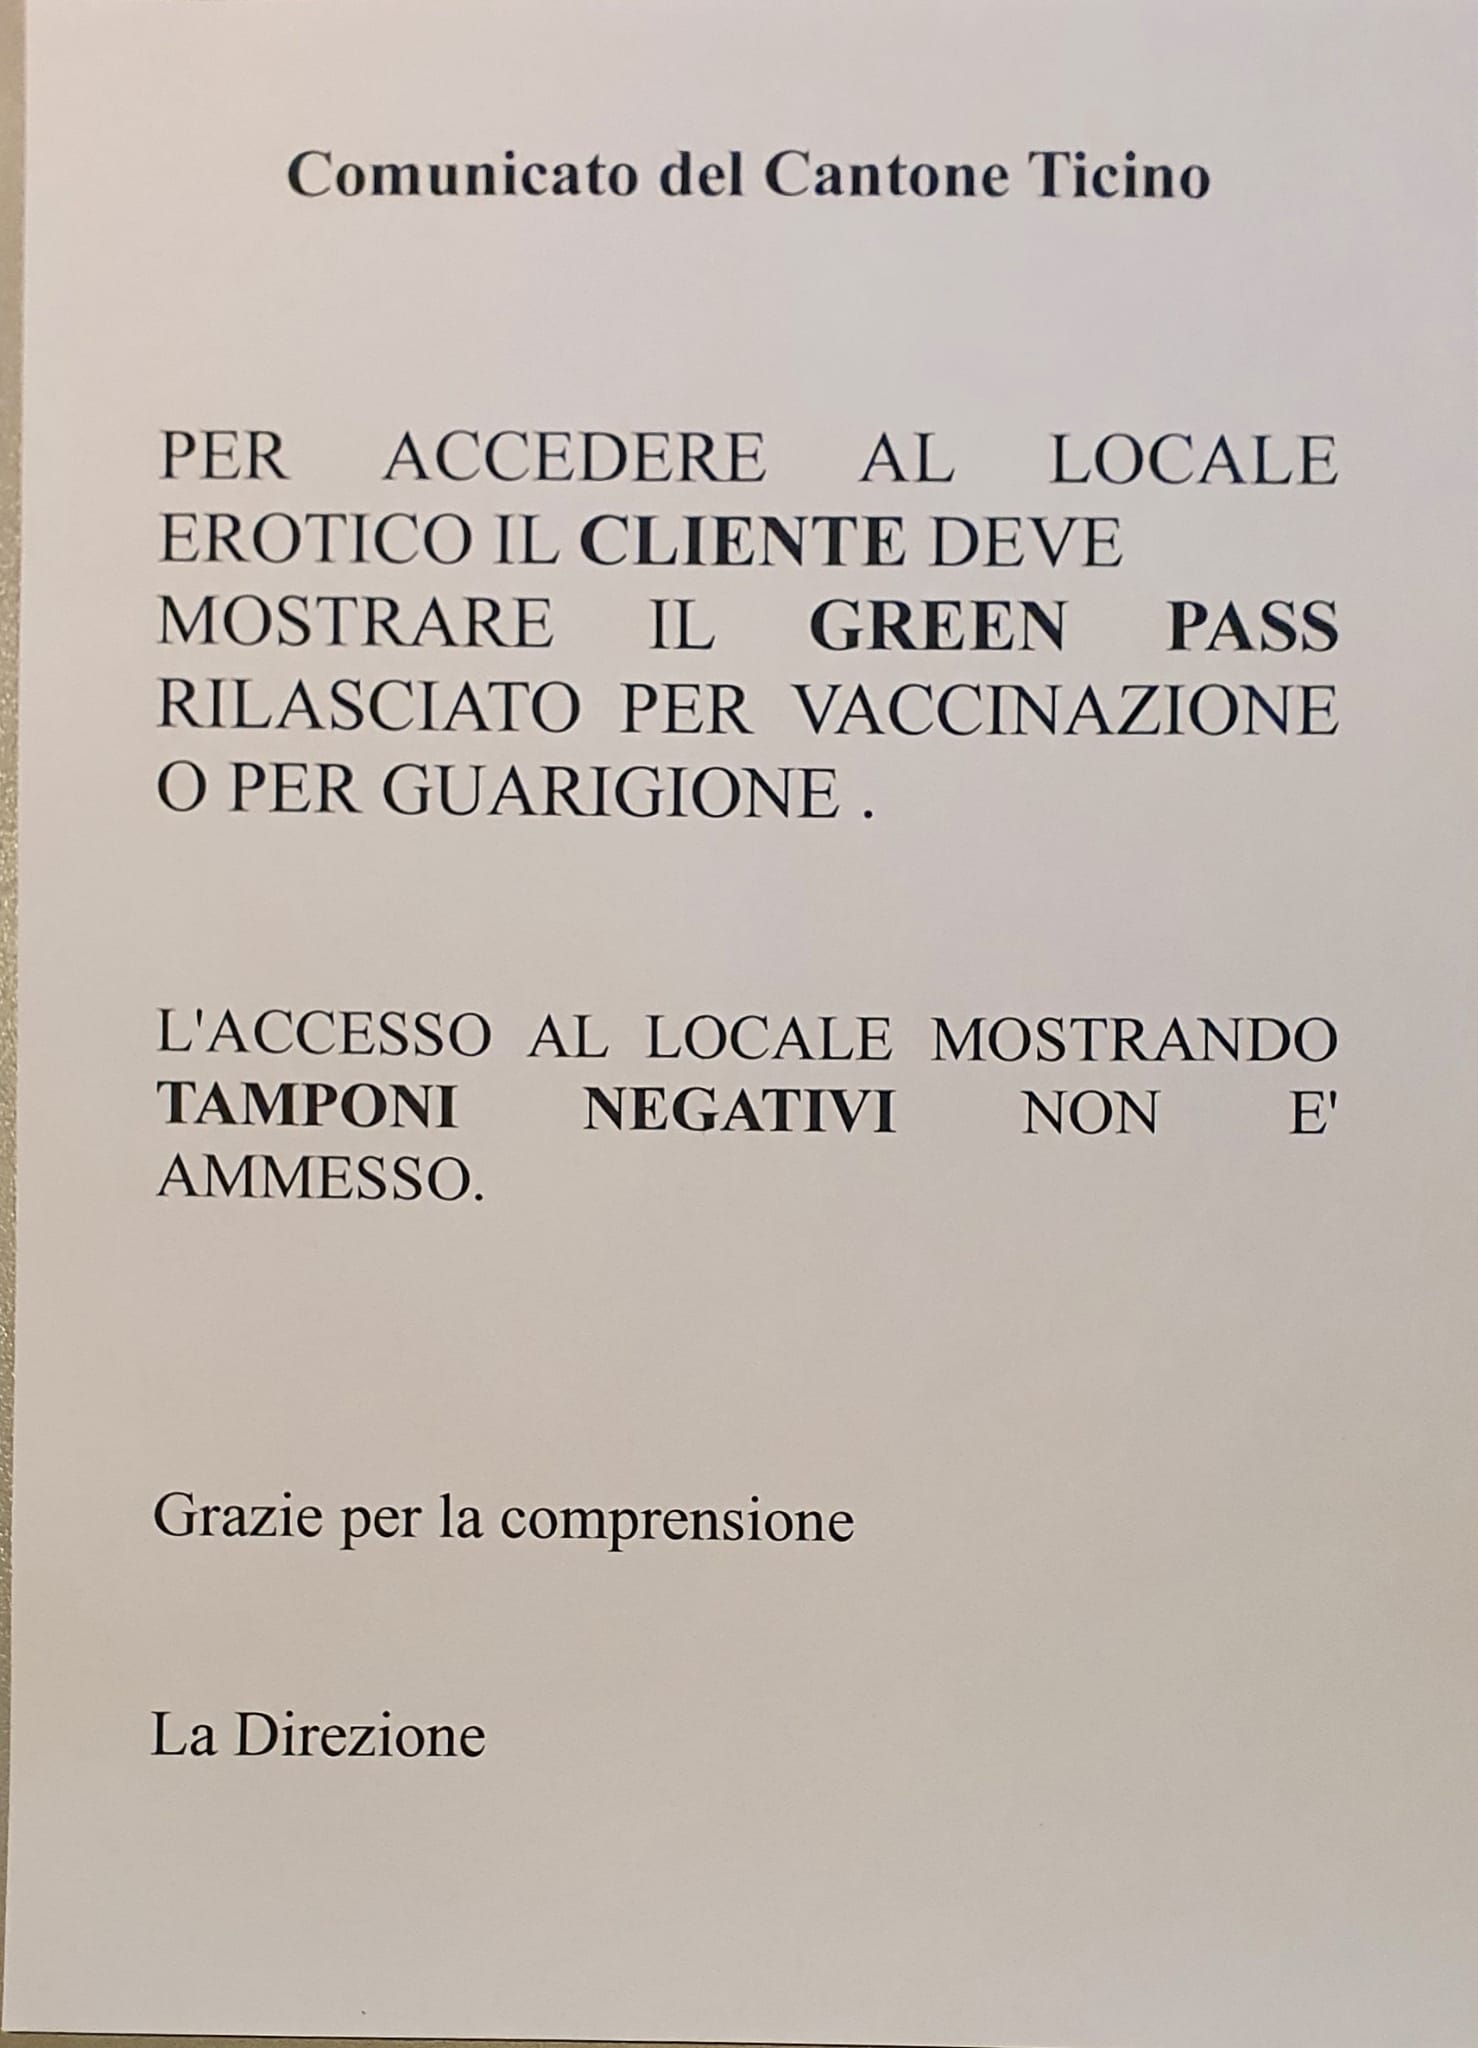 Comunicato del Cantone Ticino
PER ACCEDERE AL LOCALE
EROTICO IL CLIENTE DEVE
MOSTRARE IL GREEN PASS
RILASCIATO PER VACCINAZIONE
O PER GUARIGIONE .
L'ACCESSO AL LOCALE MOSTRANDO
TAMPONI NEGATIVI NON E'
AMMESSO.
Grazie per la comprensione
La Direzione